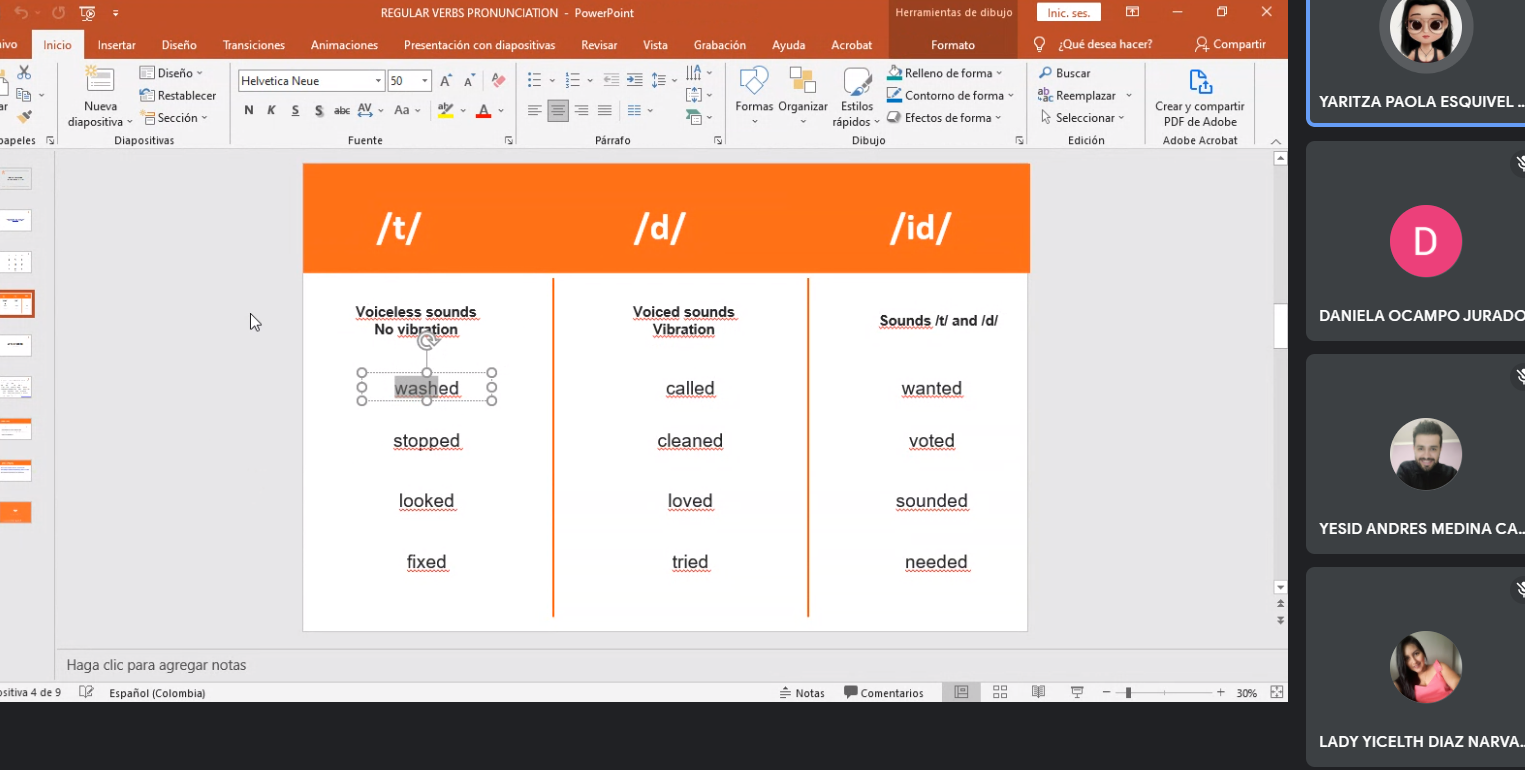 REGULAR VERBS PRONUNCIATION - PowerPoint
Herramientas de dibujo
Inic. ses.
Inicio Insertar Diseño Transiciones Animaciones Presentación con diapositivas Revisar Vista Grabación Ayuda Acrobat Formato ¿Qué desea hacer? Compartir
Nueva diapositiva
Diseño
Restablecer
Sección
Diapositivas
Helvetica Neue 50
N K S S abc AV Aa A
Fuente
Párrafo
Formas Organizar Estilos rápidos
Relleno de forma
Contorno de forma
Efectos de forma
Dibujo
Buscar
Reemplazar
Seleccionar
Edición
Crear y compartir
PDF de Adobe
Adobe Acrobat
/t/ /d/ /id/
Voiceless sounds
No vibration
Voiced sounds
Vibration
Sounds /t/ and /d/
washed called wanted
stopped cleaned voted
looked loved sounded
fixed tried needed
Haga clic para agregar notas
4 de 9 Español (Colombia) Notas Comentarios 30%
YARITZA PAOLA ESQUIVEL ...
D
DANIELA OCAMPO JURADO
YESID ANDRES MEDINA CA...
LADY YICELTH DIAZ NARVA...